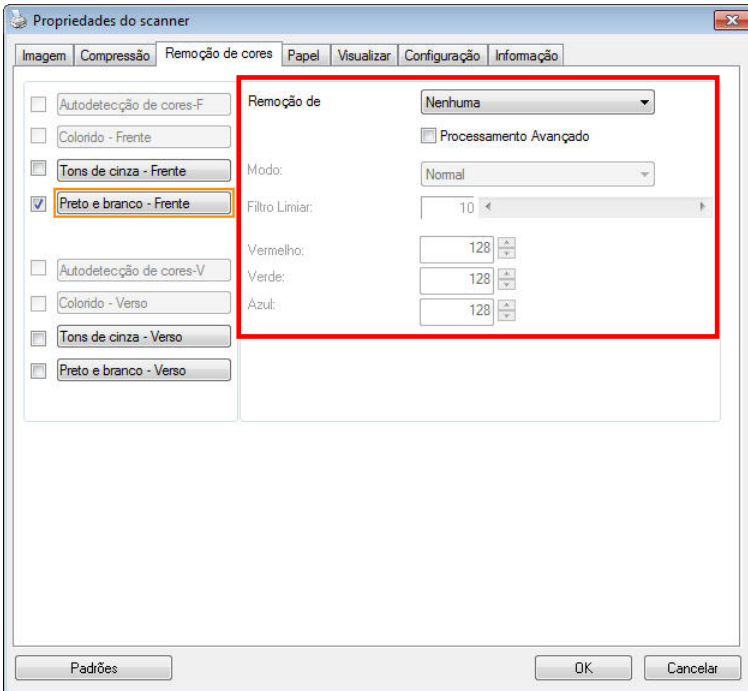 Propriedades do scanner
Imagem Compressão Remoção de cores Papel Visualizar Configuração Informação
Autodetecção de cores-F
Colorido - Frente
Tons de cinza - Frente
Preto e branco - Frente
Autodetecção de cores-V
Colorido - Verso
Tons de cinza - Verso
Preto e branco - Verso
Remoção de Nenhuma
Processamento Avançado
Modo: Normal
Filtro Limiar: 10
Vermelho: 128
Verde: 128
Azul: 128
Padrões OK Cancelar